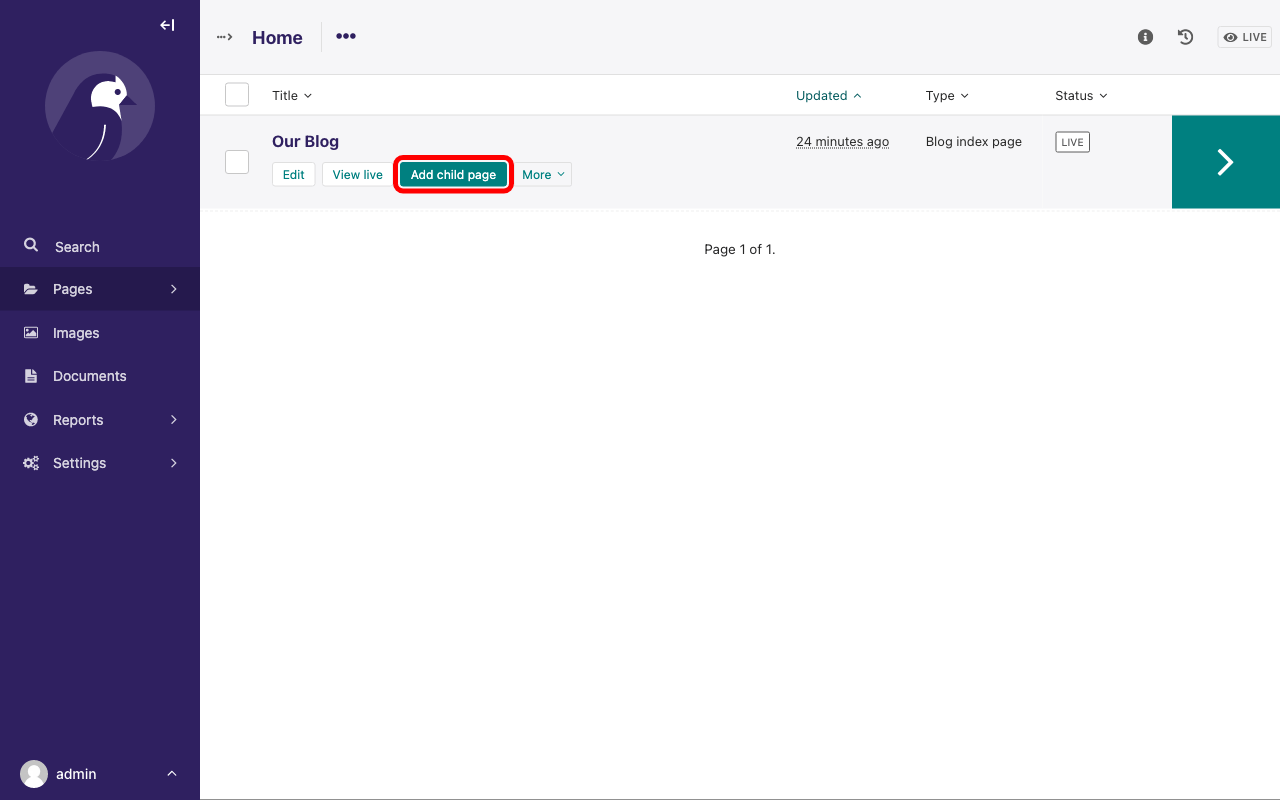 Home
LIVE
Title
Updated
Type
Status
Our Blog
24 minutes ago
Blog index page
LIVE
Edit
View live
Add child page
More
Page 1 of 1.
Search
Pages
Images
Documents
Reports
Settings
admin